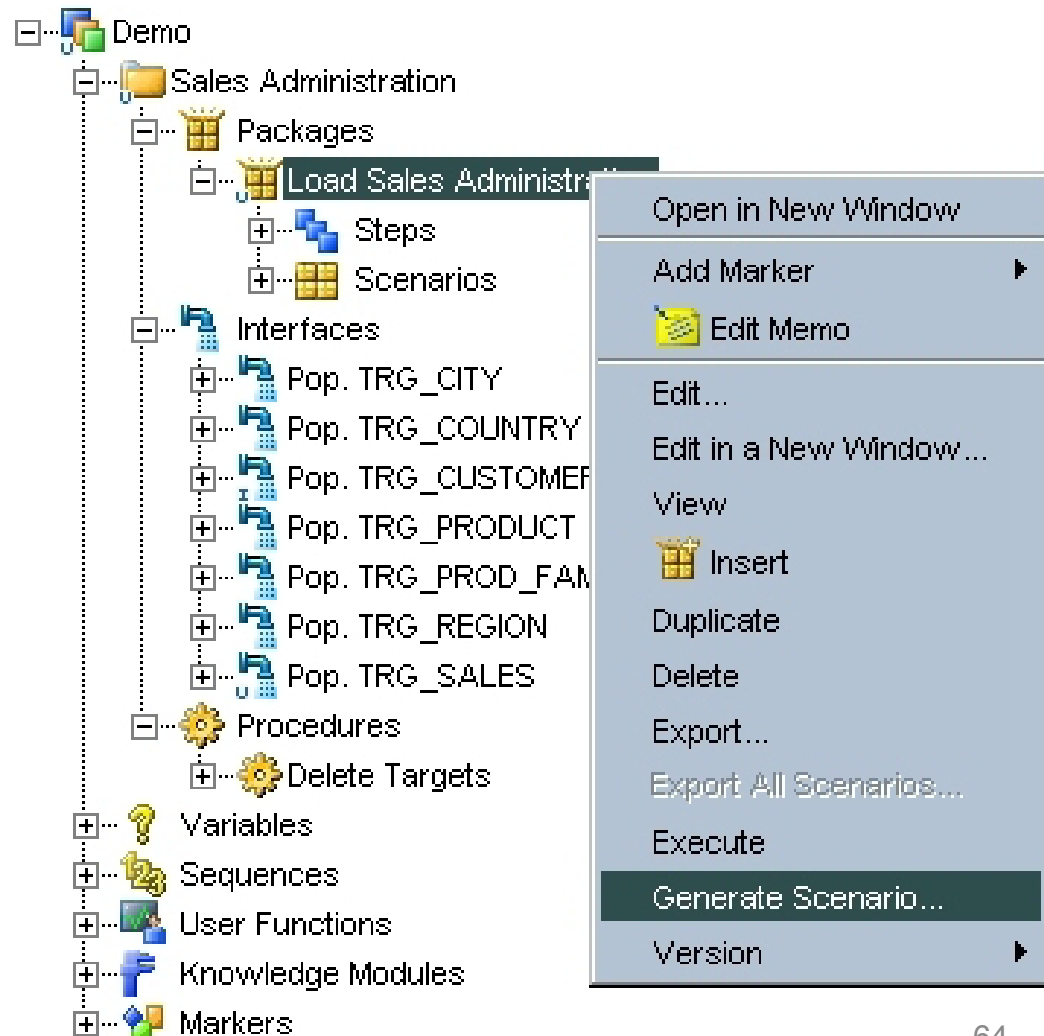 Demo
Sales Administration
Packages
Load Sales Administr
Steps
Scenarios
Interfaces
Pop. TRG_CITY
Pop. TRG_COUNTRY
Pop. TRG_CUSTOMER
Pop. TRG_PRODUCT
Pop. TRG_PROD_FAM
Pop. TRG_REGION
Pop. TRG_SALES
Procedures
Delete Targets
Variables
Sequences
User Functions
Knowledge Modules
Markers
Open in New Window
Add Marker
Edit Memo
Edit...
Edit in a New Window...
View
Insert
Duplicate
Delete
Export...
Export All Scenarios...
Execute
Generate Scenario...
Version
64